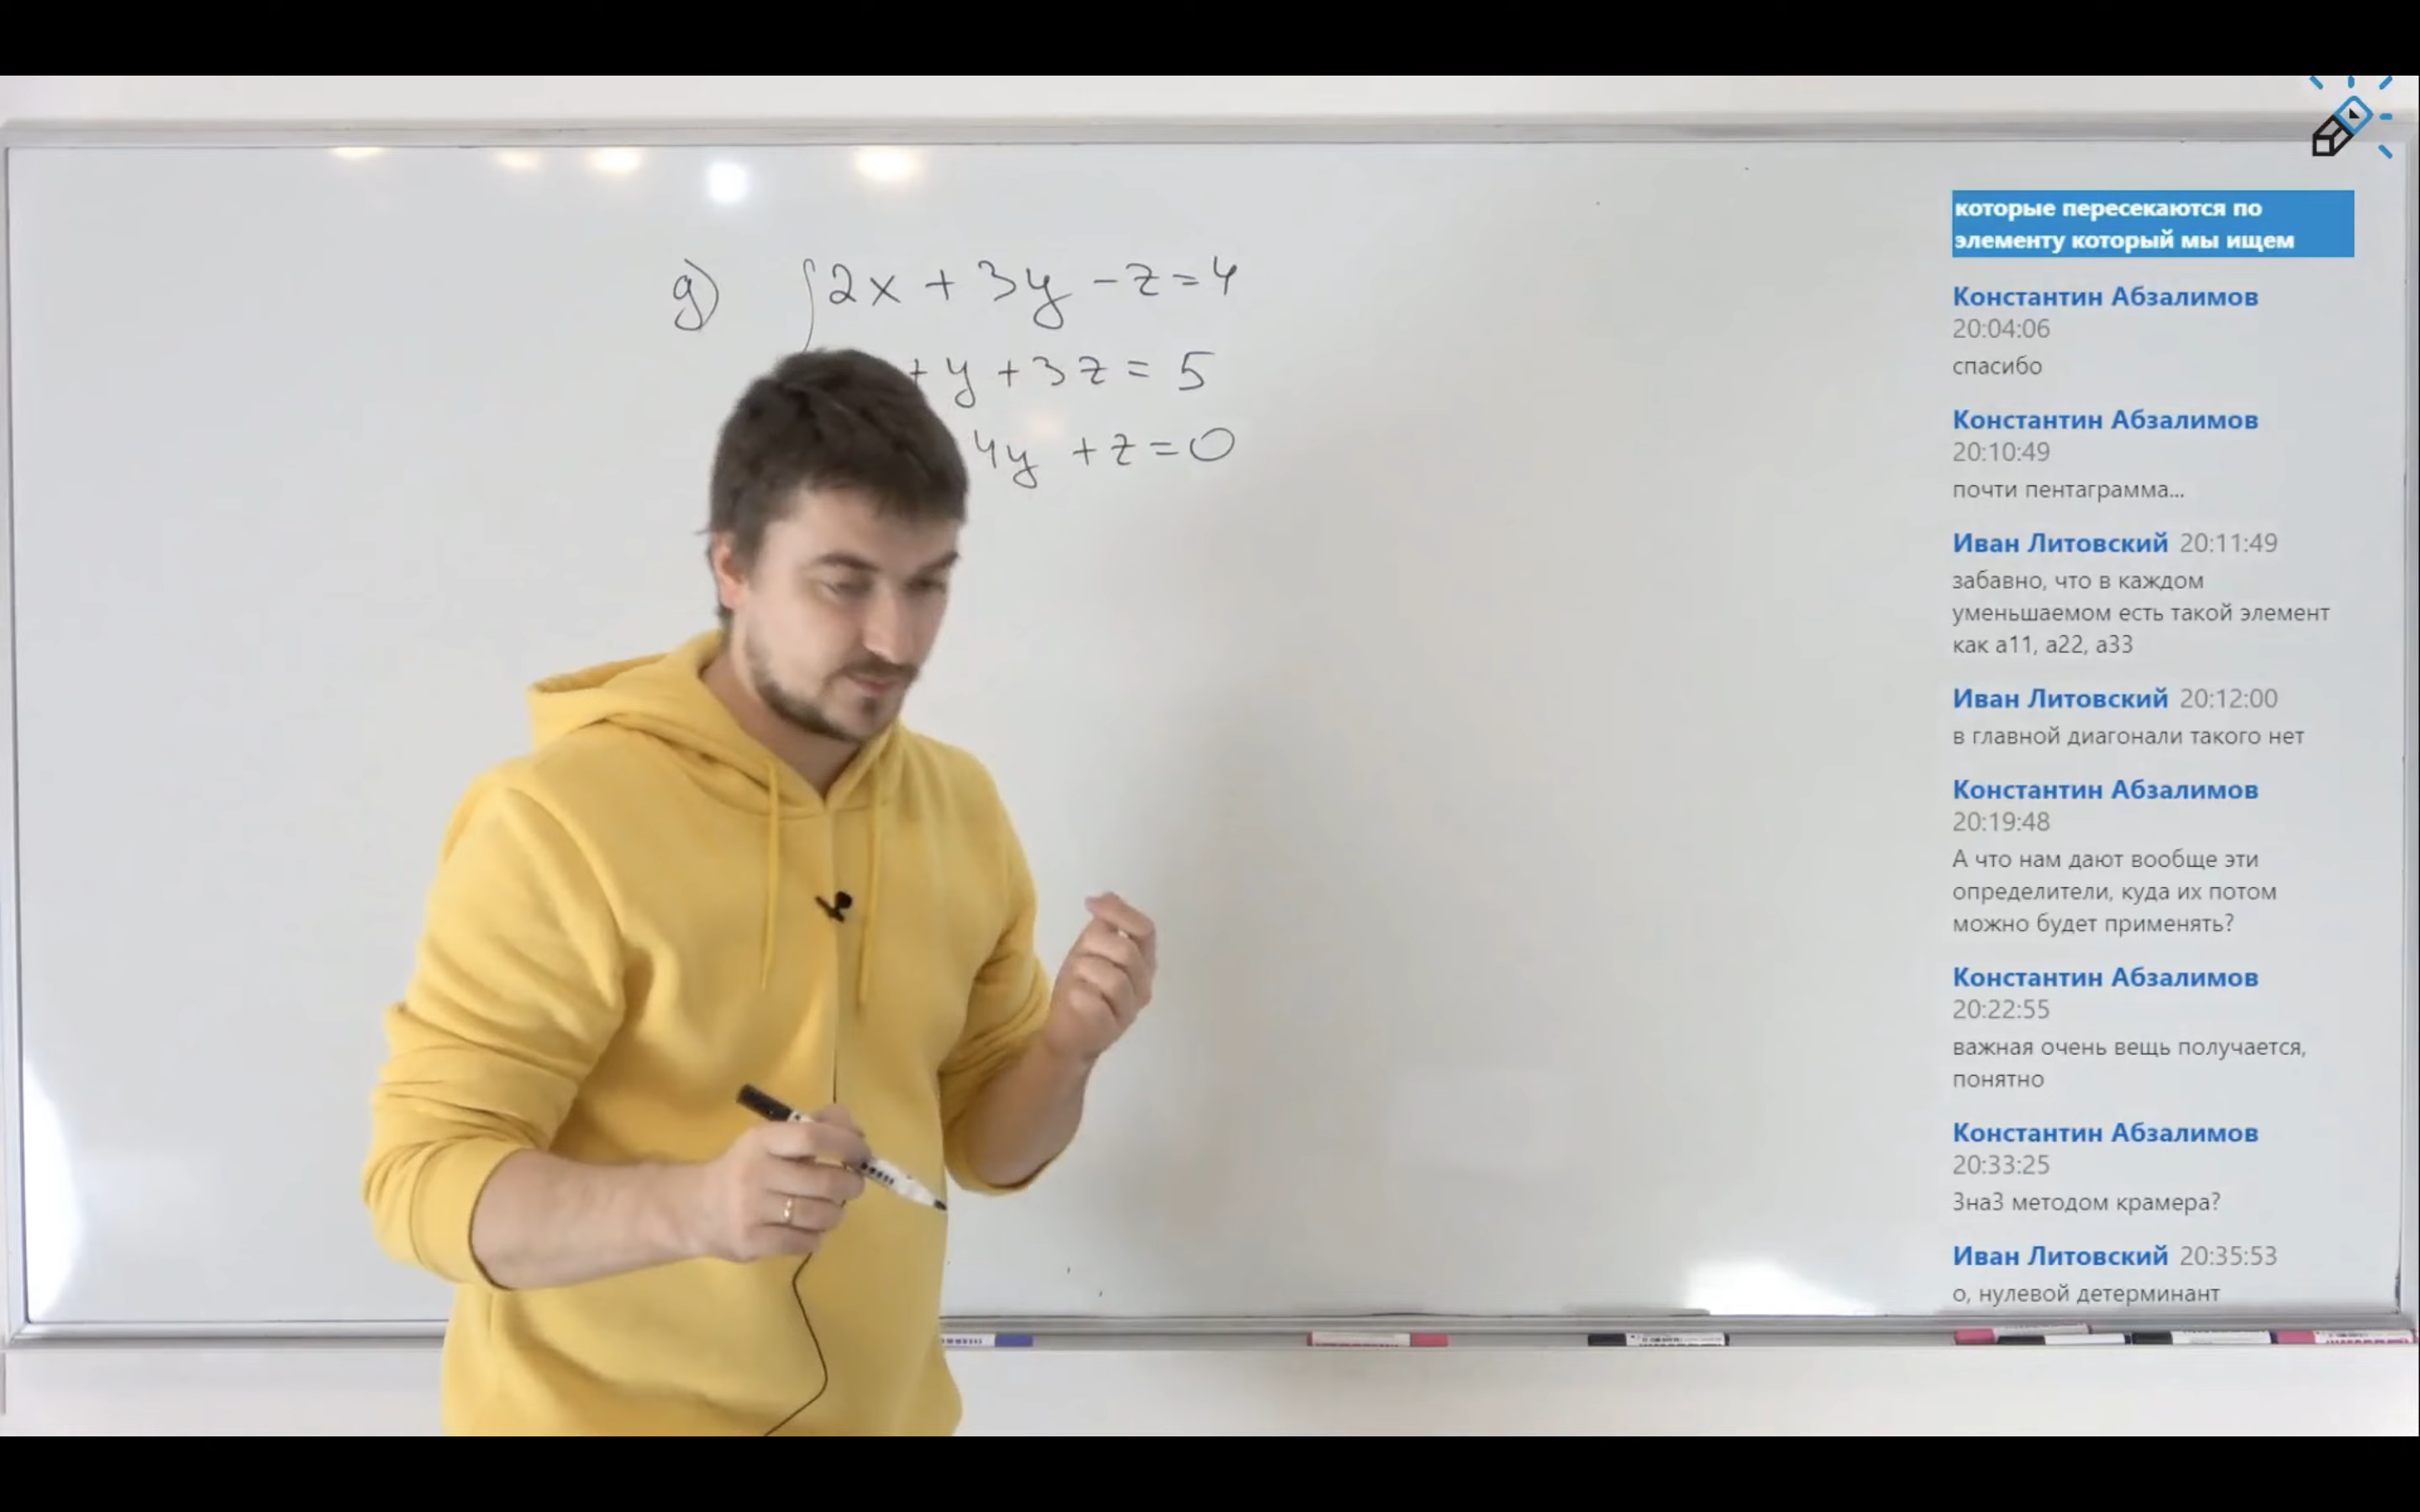 g) 2x + 3y - z = 4
+ y + 3z = 5
4y + z = 0
которые пересекаются по
элементу который мы ищем
Константин Абзалимов
20:04:06
спасибо
Константин Абзалимов
20:10:49
почти пентаграмма...
Иван Литовский 20:11:49
забавно, что в каждом
уменьшаемом есть такой элемент
как а11, а22, а33
Иван Литовский 20:12:00
в главной диагонали такого нет
Константин Абзалимов
20:19:48
А что нам дают вообще эти
определители, куда их потом
можно будет применять?
Константин Абзалимов
20:22:55
важная очень вещь получается,
понятно
Константин Абзалимов
20:33:25
3на3 методом крамера?
Иван Литовский 20:35:53
о, нулевой детерминант